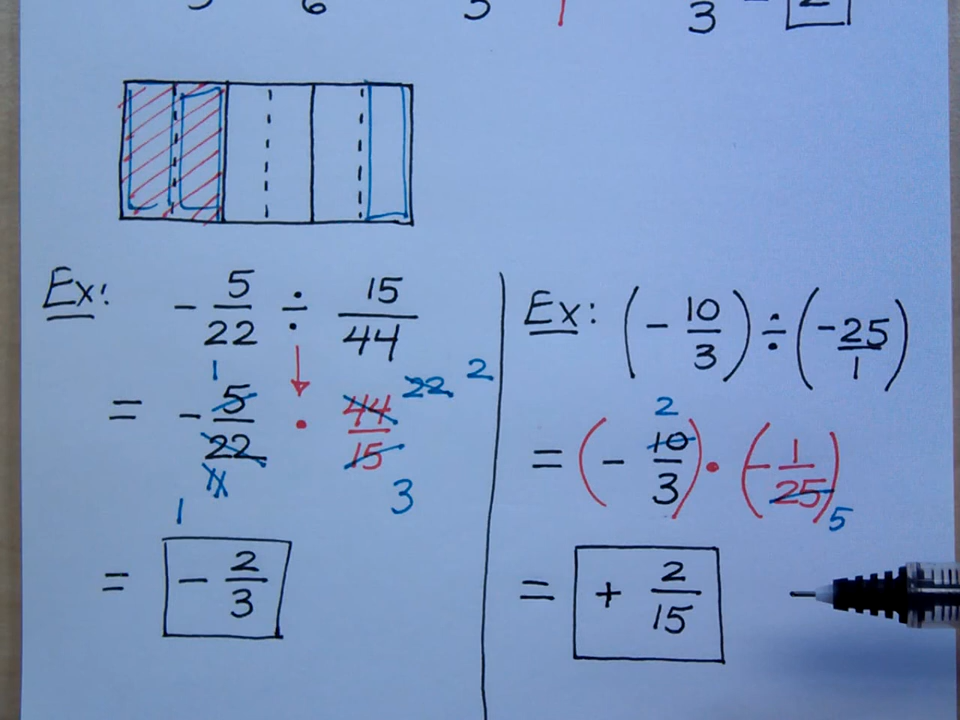 3
Ex: - 5/22 ÷ 15/44
= - 5/22 · 44/15
1 22 2
11 3
1
= - 2/3
Ex: (- 10/3) ÷ (-25/1)
= (- 10/3) · (- 1/25)
2 5
= + 2/15